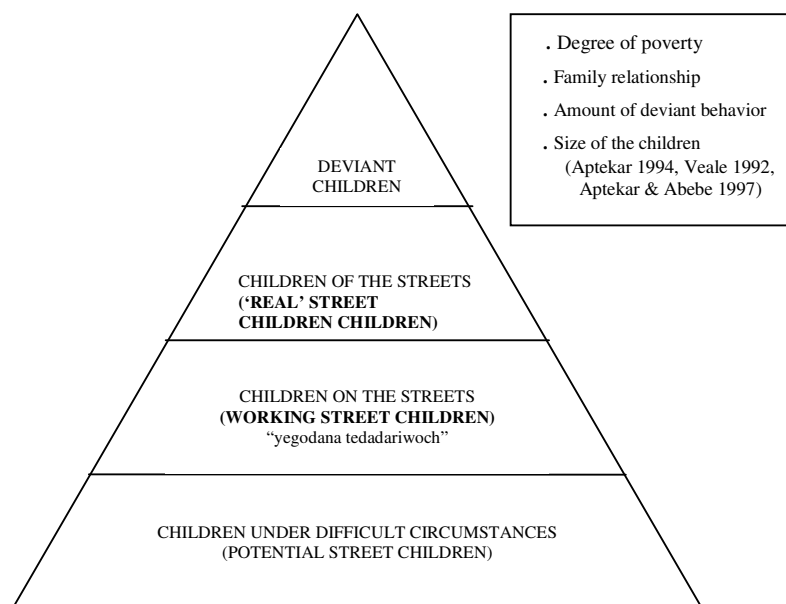 . Degree of poverty
. Family relationship
. Amount of deviant behavior
. Size of the children
(Aptekar 1994, Veale 1992,
Aptekar & Abebe 1997)
DEVIANT
CHILDREN
CHILDREN OF THE STREETS
(‘REAL’ STREET
CHILDREN CHILDREN)
CHILDREN ON THE STREETS
(WORKING STREET CHILDREN)
“yegodana tedadariwoch”
CHILDREN UNDER DIFFICULT CIRCUMSTANCES
(POTENTIAL STREET CHILDREN)